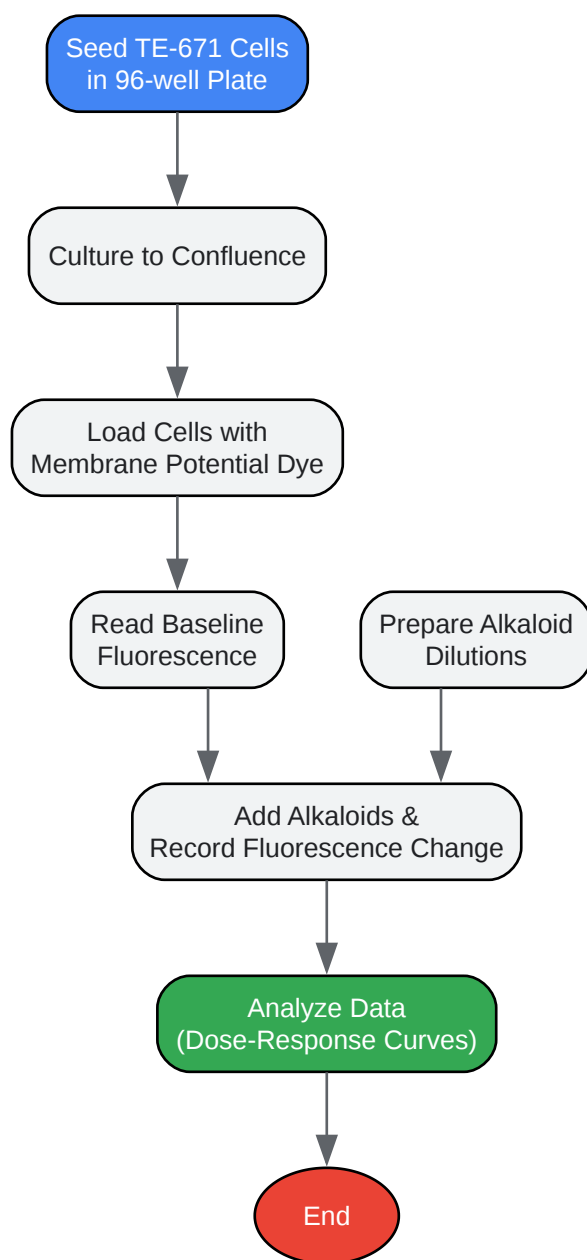 Seed TE-671 Cells
in 96-well Plate
Culture to Confluence
Load Cells with
Membrane Potential Dye
Read Baseline
Fluorescence
Prepare Alkaloid
Dilutions
Add Alkaloids &
Record Fluorescence Change
Analyze Data
(Dose-Response Curves)
End